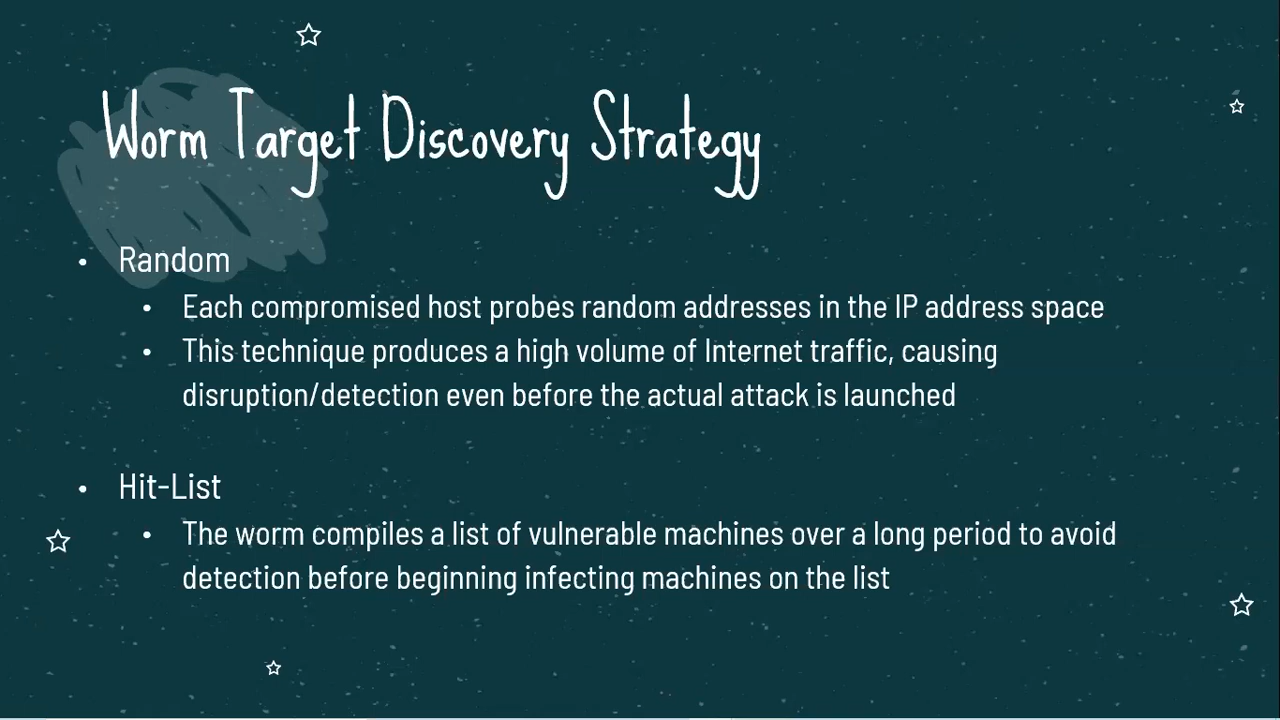 Worm Target Discovery Strategy
• Random
• Each compromised host probes random addresses in the IP address space
• This technique produces a high volume of Internet traffic, causing
disruption/detection even before the actual attack is launched
• Hit-List
• The worm compiles a list of vulnerable machines over a long period to avoid
detection before beginning infecting machines on the list